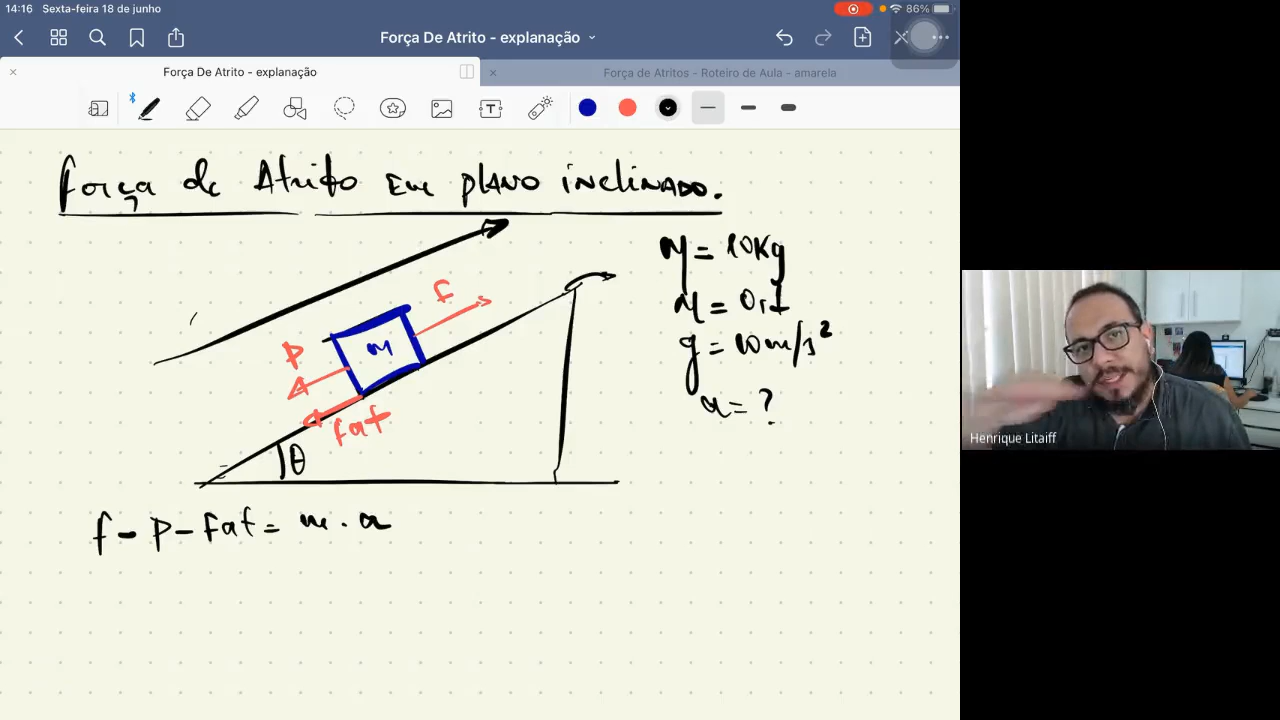 14:16 Sexta-feira 18 de junho
86%
Força De Atrito - explanação
Força De Atrito - explanação
Força de Atritos - Roteiro de Aula - amarela
T
Força de Atrito em plano inclinado.
M = 10Kg
μ = 0,1
g = 10m/s²
a = ?
F
M
P
Fat
θ
F - P - Fat = m . a
Henrique Litaiff